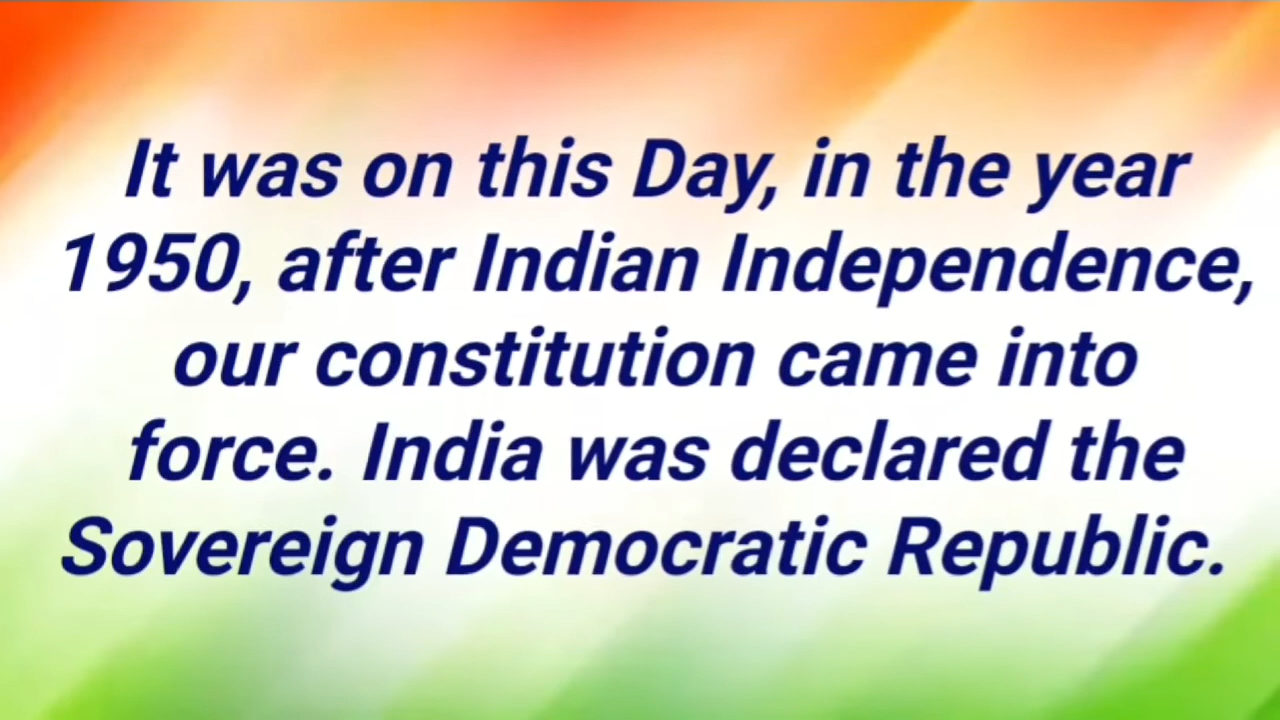 It was on this Day, in the year
1950, after Indian Independence,
our constitution came into
force. India was declared the
Sovereign Democratic Republic.